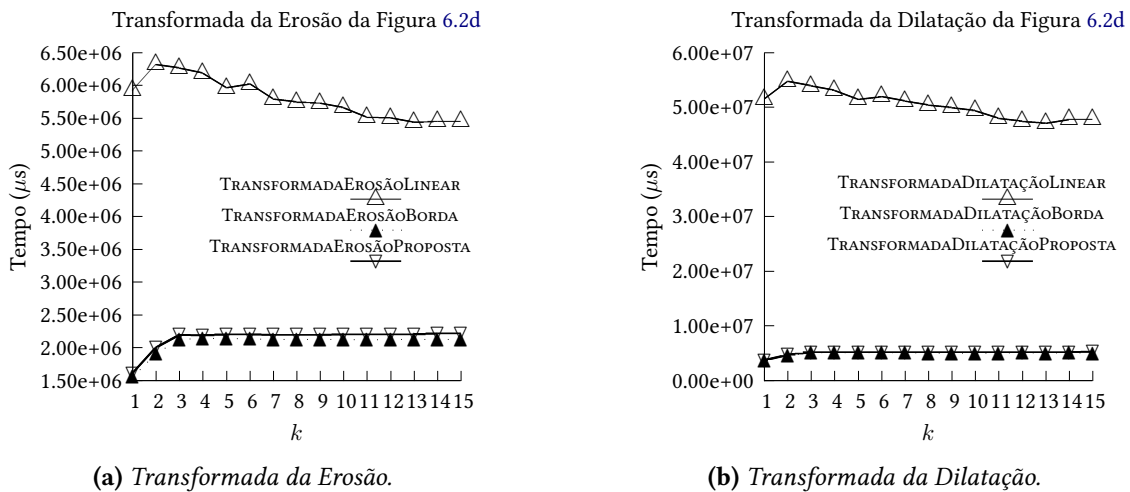 Transformada da Erosão da Figura 6.2d
6.50e+06
6.00e+06
5.50e+06
5.00e+06
4.50e+06
4.00e+06
3.50e+06
3.00e+06
2.50e+06
2.00e+06
1.50e+06
Tempo (μs)
TransformadaErosãoLinear
TransformadaErosãoBorda
TransformadaErosãoProposta
1 2 3 4 5 6 7 8 9 10 11 12 13 14 15
k
(a) Transformada da Erosão.
Transformada da Dilatação da Figura 6.2d
6.00e+07
5.00e+07
4.00e+07
3.00e+07
2.00e+07
1.00e+07
0.00e+00
Tempo (μs)
TransformadaDilataçãoLinear
TransformadaDilataçãoBorda
TransformadaDilataçãoProposta
1 2 3 4 5 6 7 8 9 10 11 12 13 14 15
k
(b) Transformada da Dilatação.